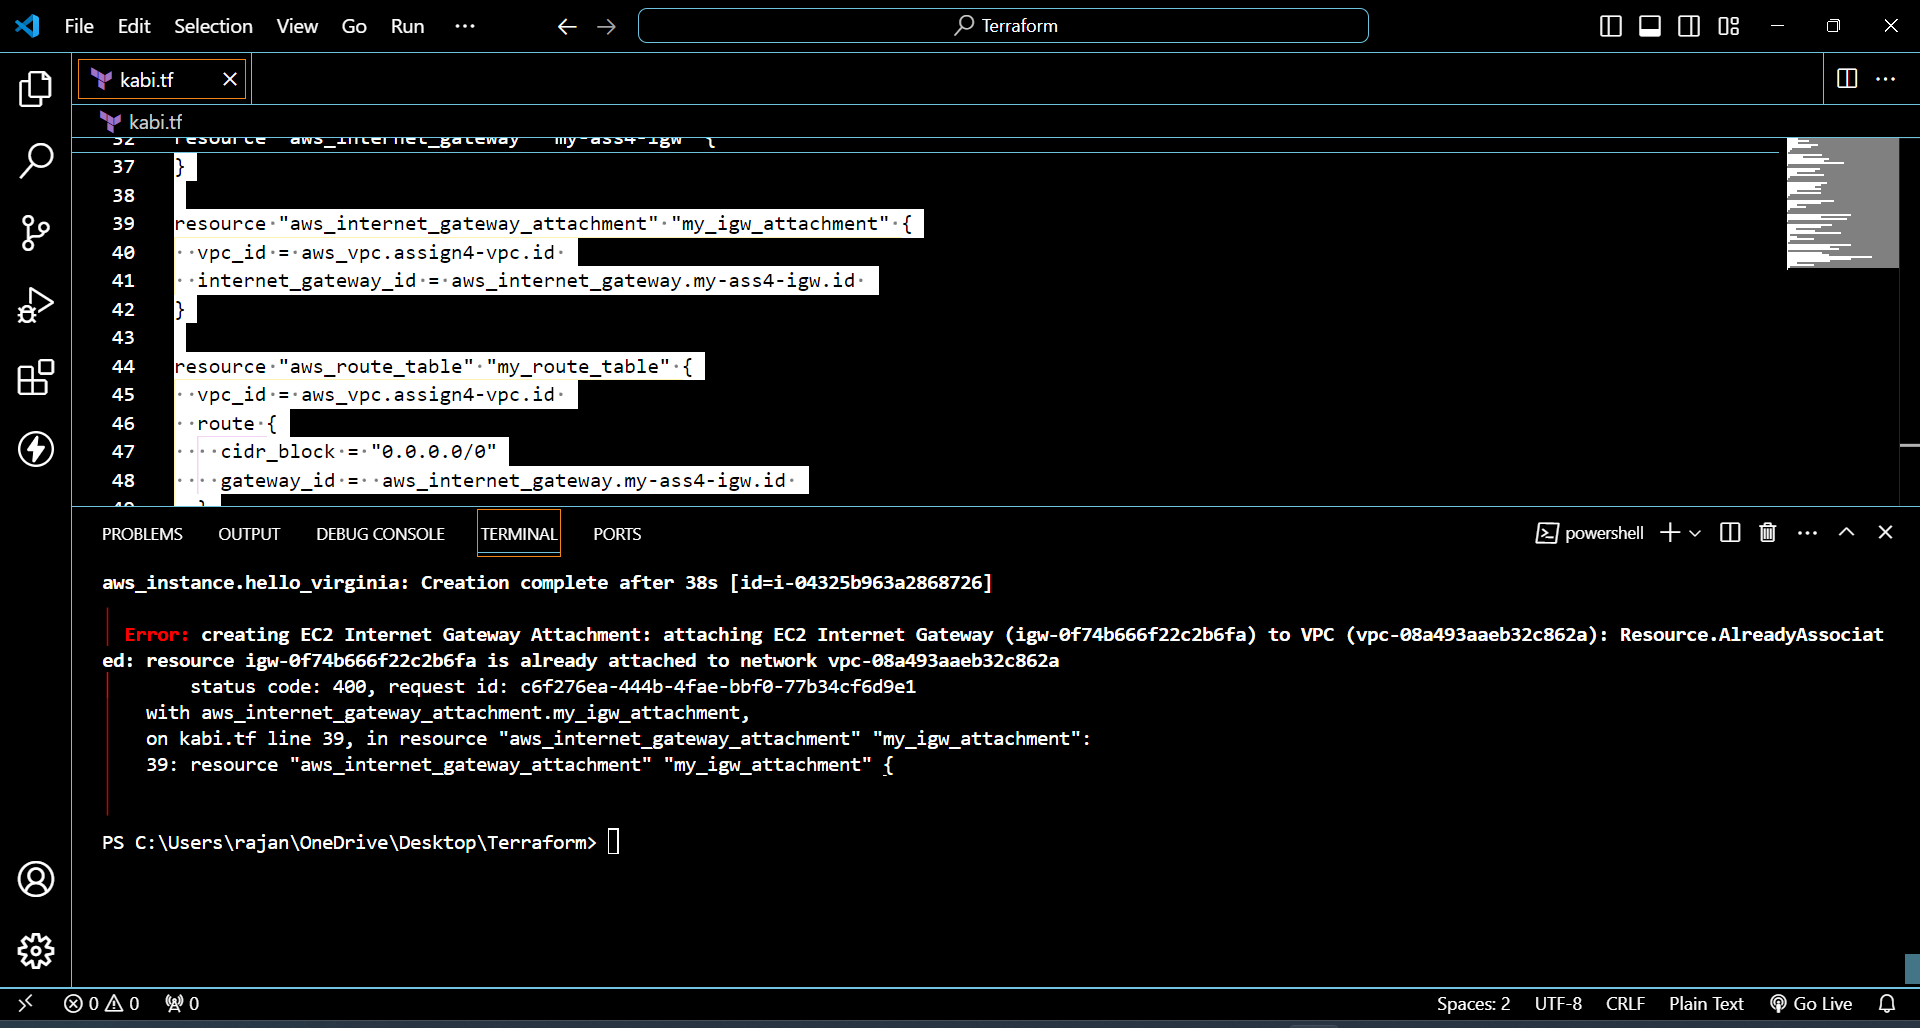 File Edit Selection View Go Run ···
Terraform
kabi.tf
kabi.tf
32 resource "aws_internet_gateway" "my-ass4-igw" {
37 }
38
39 resource "aws_internet_gateway_attachment" "my_igw_attachment" {
40 vpc_id = aws_vpc.assign4-vpc.id
41 internet_gateway_id = aws_internet_gateway.my-ass4-igw.id
42 }
43
44 resource "aws_route_table" "my_route_table" {
45 vpc_id = aws_vpc.assign4-vpc.id
46 route {
47 cidr_block = "0.0.0.0/0"
48 gateway_id = aws_internet_gateway.my-ass4-igw.id
49 }
PROBLEMS OUTPUT DEBUG CONSOLE TERMINAL PORTS powershell
aws_instance.hello_virginia: Creation complete after 38s [id=i-04325b963a2868726]
Error: creating EC2 Internet Gateway Attachment: attaching EC2 Internet Gateway (igw-0f74b666f22c2b6fa) to VPC (vpc-08a493aaeb32c862a): Resource.AlreadyAssociat
ed: resource igw-0f74b666f22c2b6fa is already attached to network vpc-08a493aaeb32c862a
status code: 400, request id: c6f276ea-444b-4fae-bbf0-77b34cf6d9e1
with aws_internet_gateway_attachment.my_igw_attachment,
on kabi.tf line 39, in resource "aws_internet_gateway_attachment" "my_igw_attachment":
39: resource "aws_internet_gateway_attachment" "my_igw_attachment" {
PS C:\Users\rajan\OneDrive\Desktop\Terraform>
0 0 0 Spaces: 2 UTF-8 CRLF Plain Text Go Live